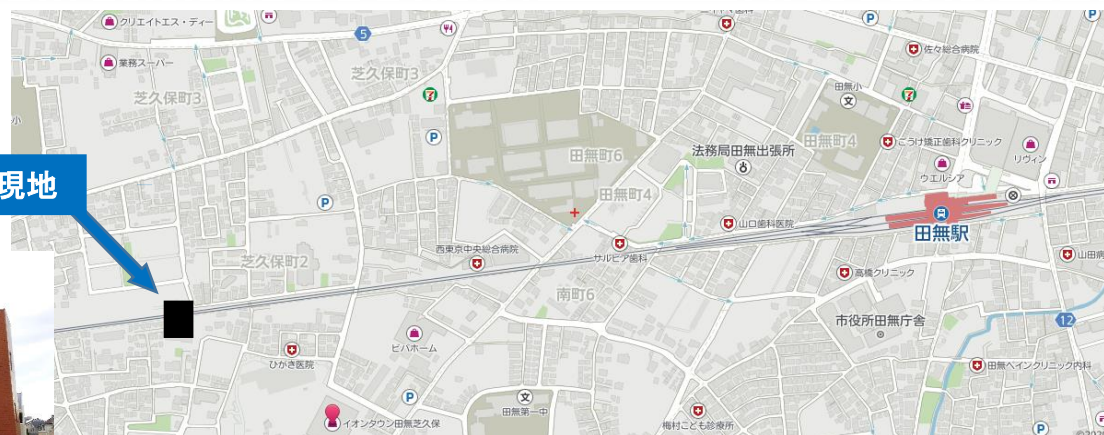 クリエイトエス・ディー
5
P
P
業務スーパー
芝久保町3
芝久保町3
佐々総合病院
田無小
文
7
7
小
P
田無町6
法務局田無出張所
田無町4
こうけ矯正歯科クリニック
リヴィン
ウエルシア
現地
田無町4
P
山口歯科医院
田無駅
西東京中央総合病院
サルビア歯科
山田病
芝久保町2
高橋クリニック
南町6
市役所田無庁舎
12
ビバホーム
ひかき医院
田無ペインクリニック内科
P
文
田無第一中
イオンタウン田無芝久保
梅村こども診療所
P